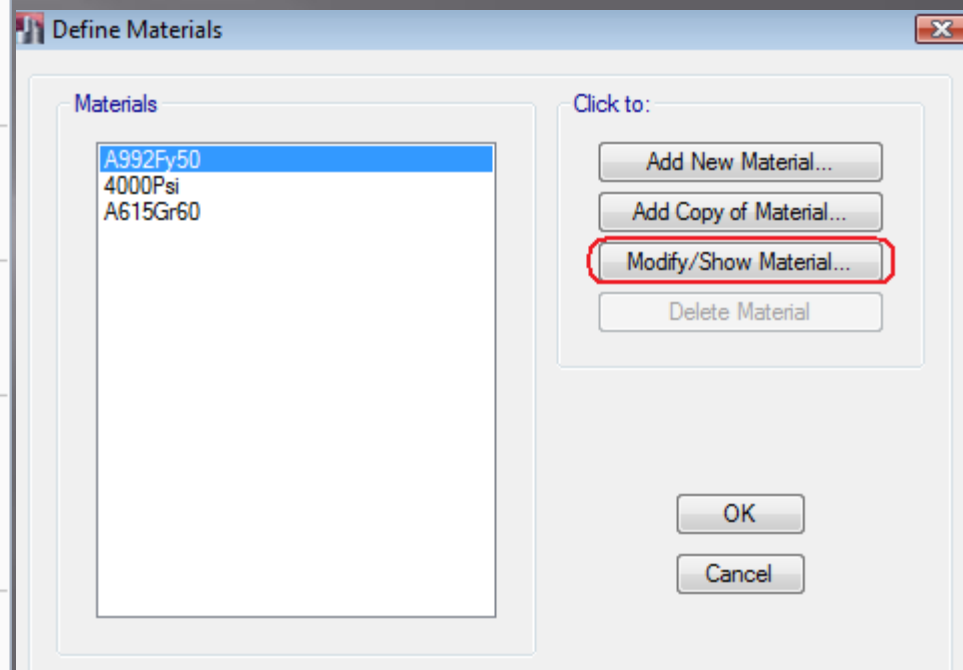 Define Materials
Materials
A992Fy50
4000Psi
A615Gr60
Click to:
Add New Material...
Add Copy of Material...
Modify/Show Material...
Delete Material
OK
Cancel